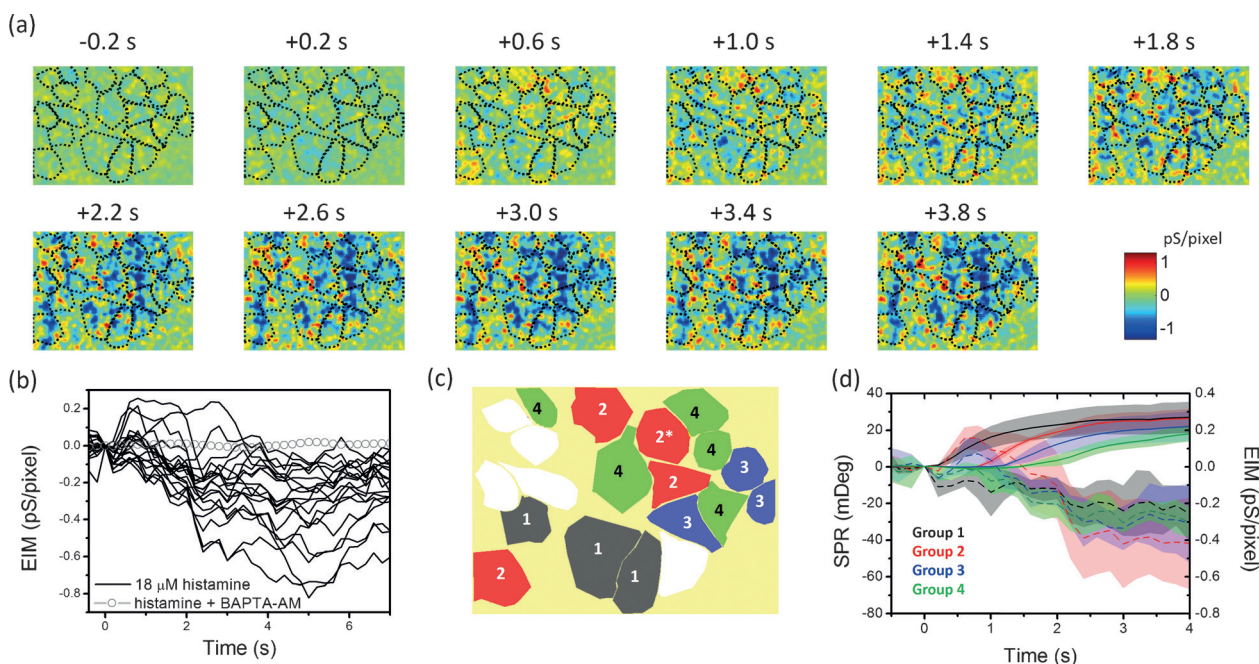 (a)
-0.2 s +0.2 s +0.6 s +1.0 s +1.4 s +1.8 s
+2.2 s +2.6 s +3.0 s +3.4 s +3.8 s
pS/pixel
1
0
-1
(b)
EIM (pS/pixel)
0.2
0.0
-0.2
-0.4
-0.6
-0.8
18 μM histamine
histamine + BAPTA-AM
0 2 4 6
Time (s)
(c)
4 2 2* 4 4 3
4 2 3 4 3
1 1 1
2
(d)
SPR (mDeg)
40
20
0
-20
-40
-60
-80
Group 1
Group 2
Group 3
Group 4
0 1 2 3 4
Time (s)
0.4
0.2
0.0
-0.2
-0.4
-0.6
-0.8
EIM (pS/pixel)